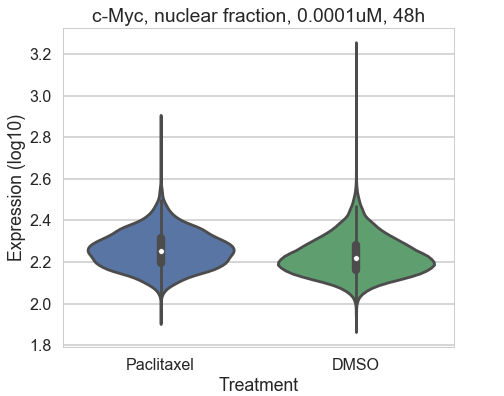 c-Myc, nuclear fraction, 0.0001uM, 48h
Expression (log10)
3.2
3.0
2.8
2.6
2.4
2.2
2.0
1.8
Paclitaxel DMSO
Treatment